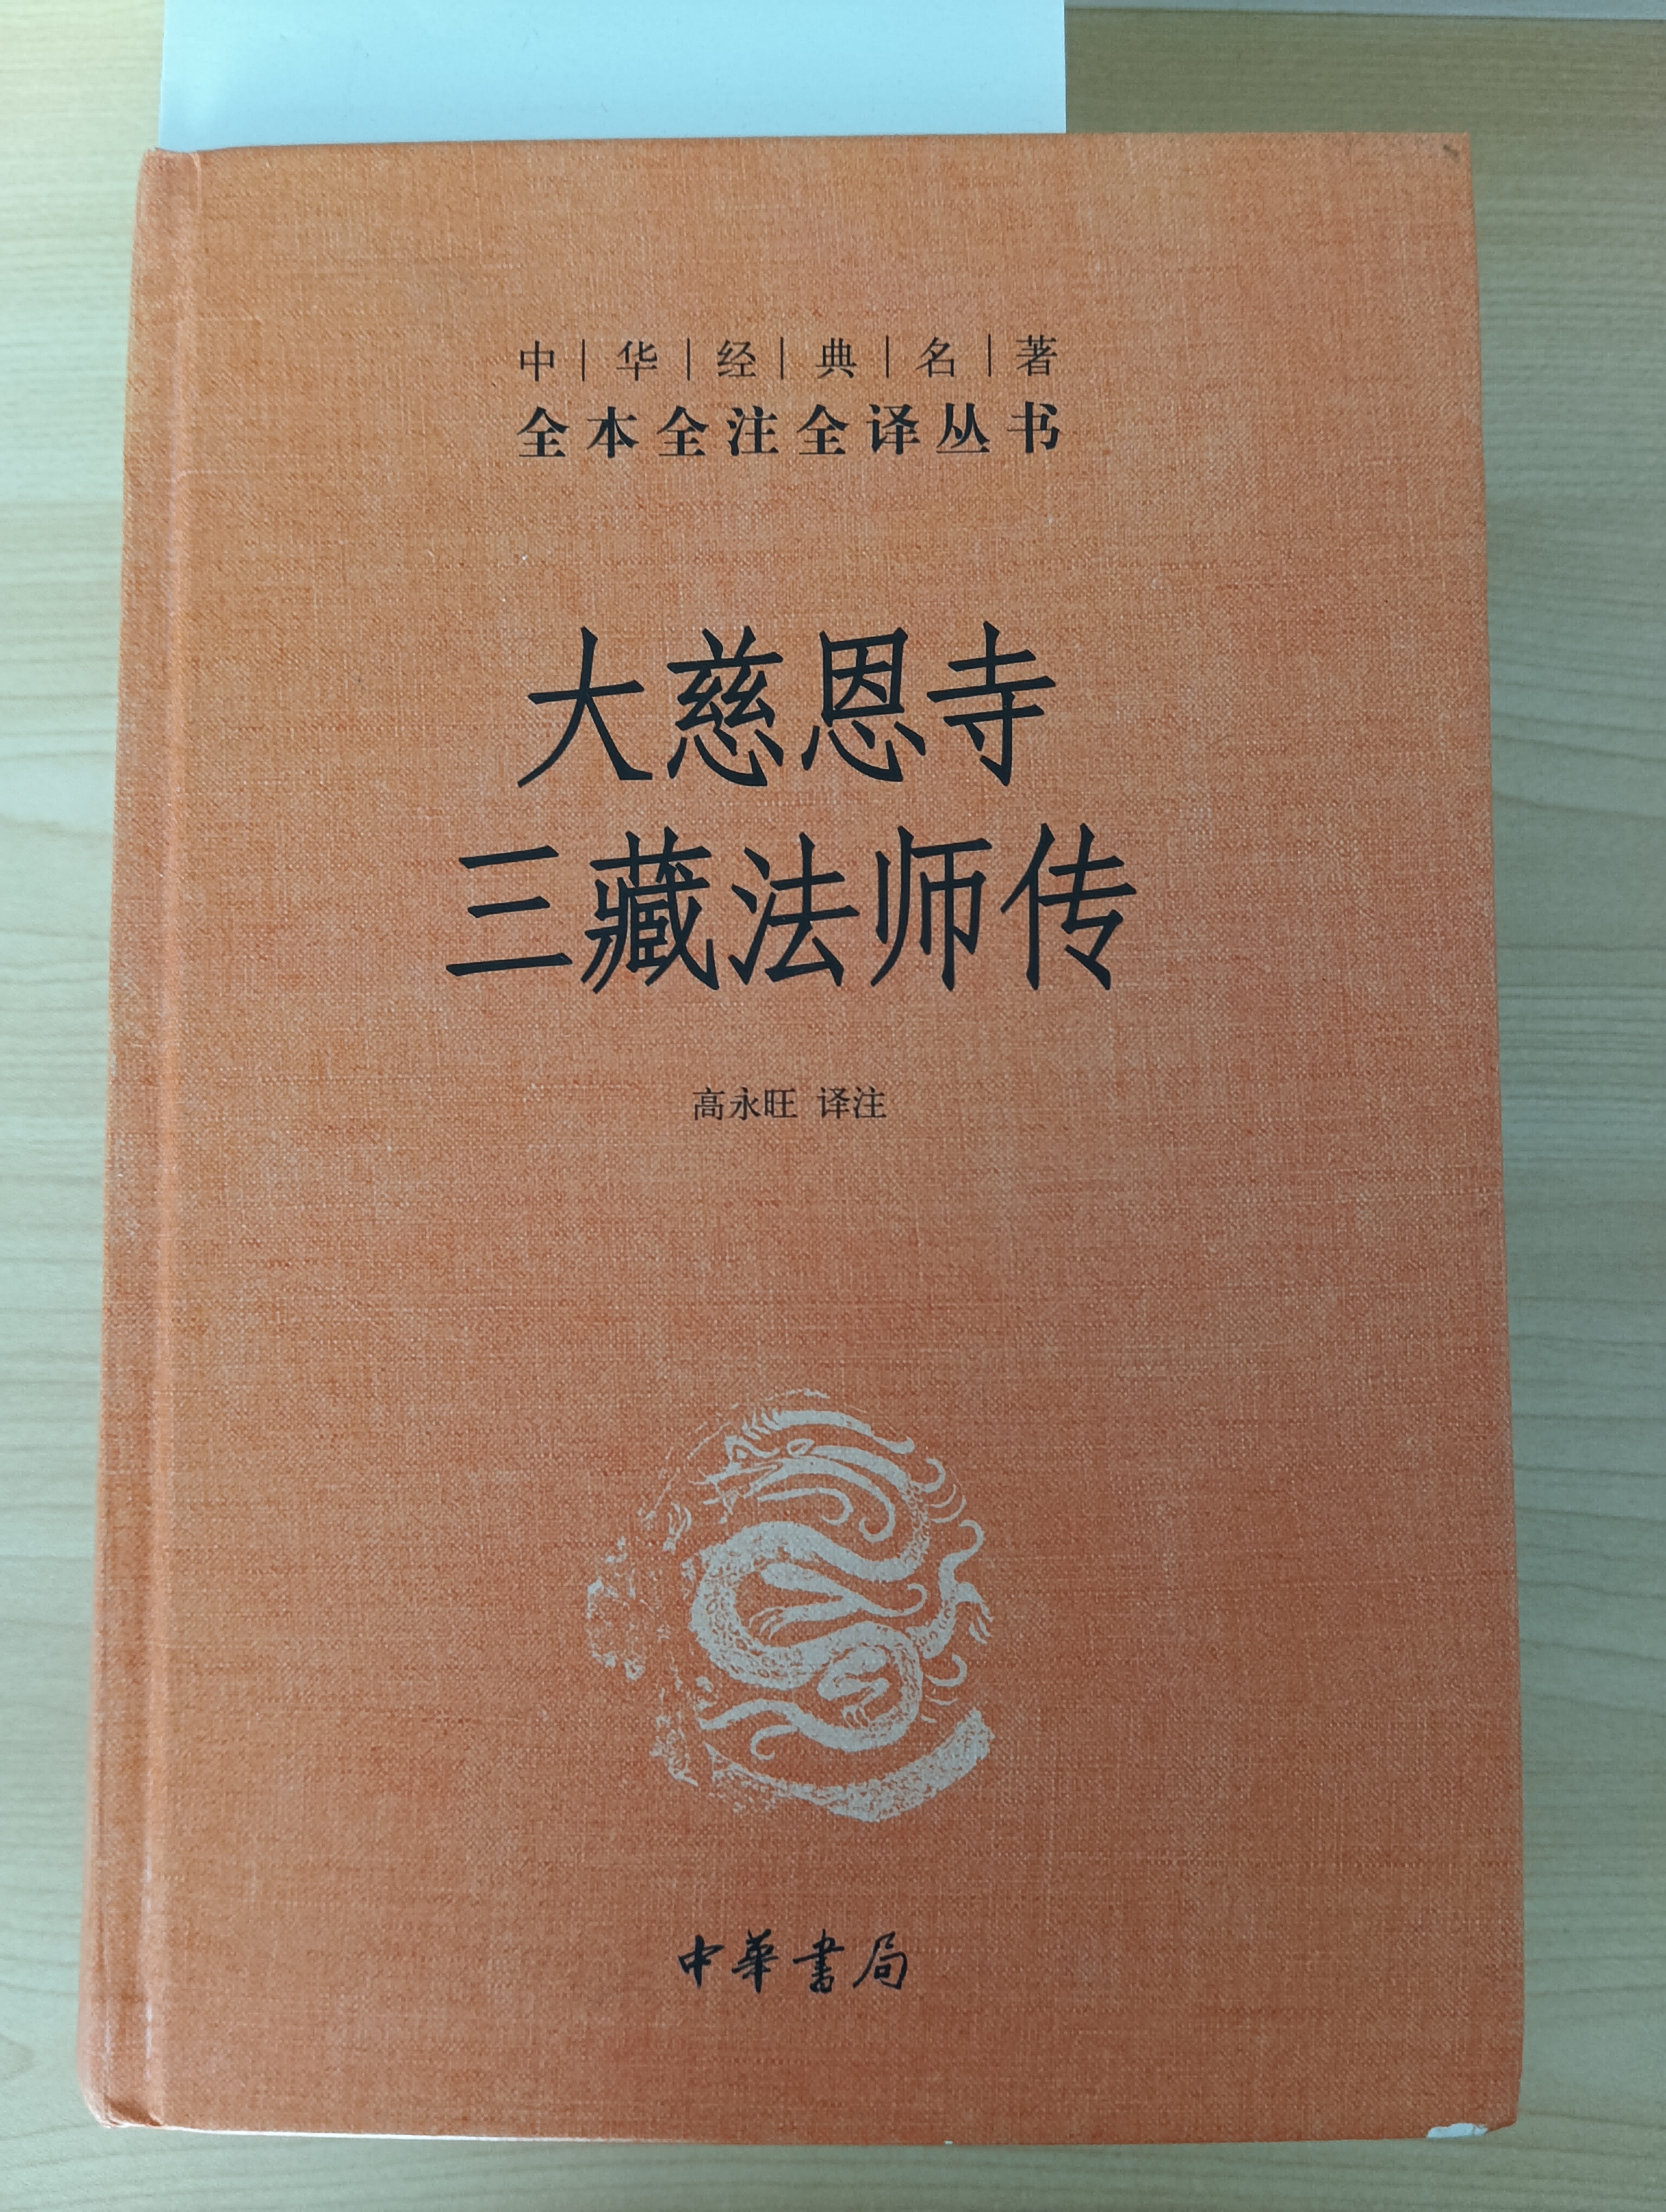 中|华|经|典|名|著
全本全注全译丛书
大慈恩寺
三藏法师传
高永旺 译注
中華書局